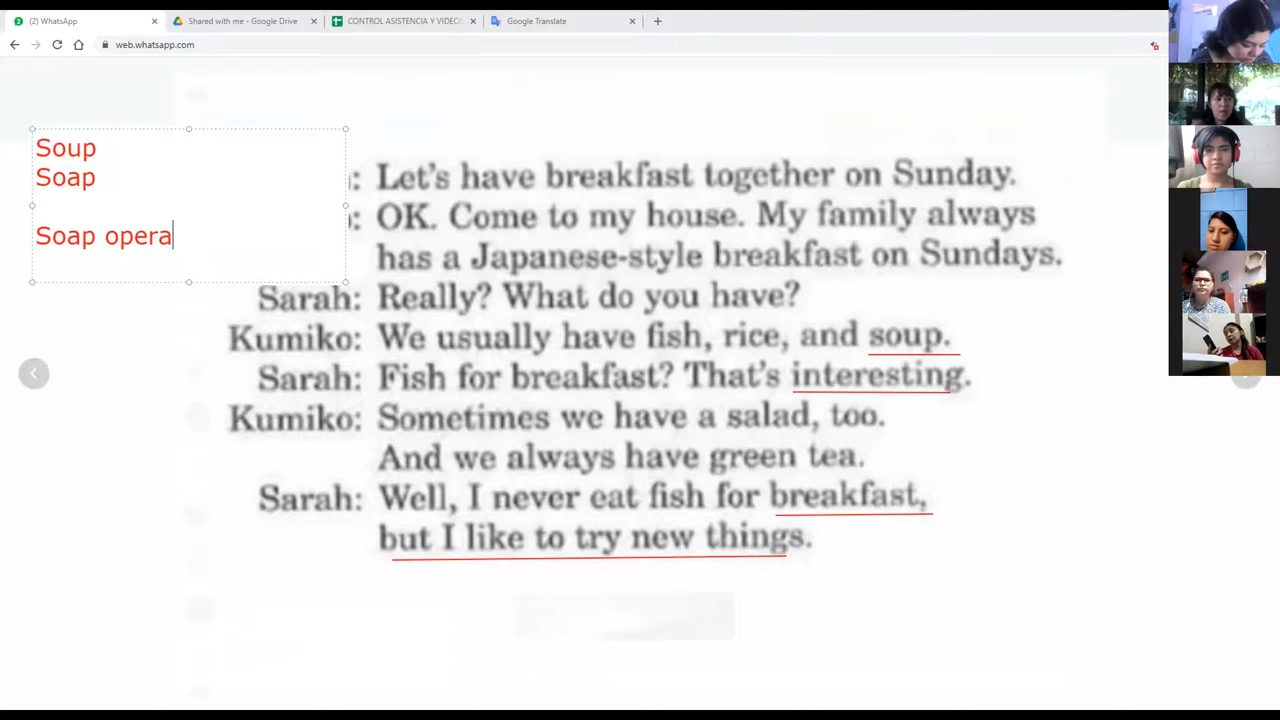 (2) WhatsApp
Shared with me - Google Drive
CONTROL ASISTENCIA Y VIDEOS
Google Translate
web.whatsapp.com
Soup
Soap
Soap opera
: Let's have breakfast together on Sunday.
: OK. Come to my house. My family always
has a Japanese-style breakfast on Sundays.
Sarah: Really? What do you have?
Kumiko: We usually have fish, rice, and soup.
Sarah: Fish for breakfast? That's interesting.
Kumiko: Sometimes we have a salad, too.
And we always have green tea.
Sarah: Well, I never eat fish for breakfast,
but I like to try new things.